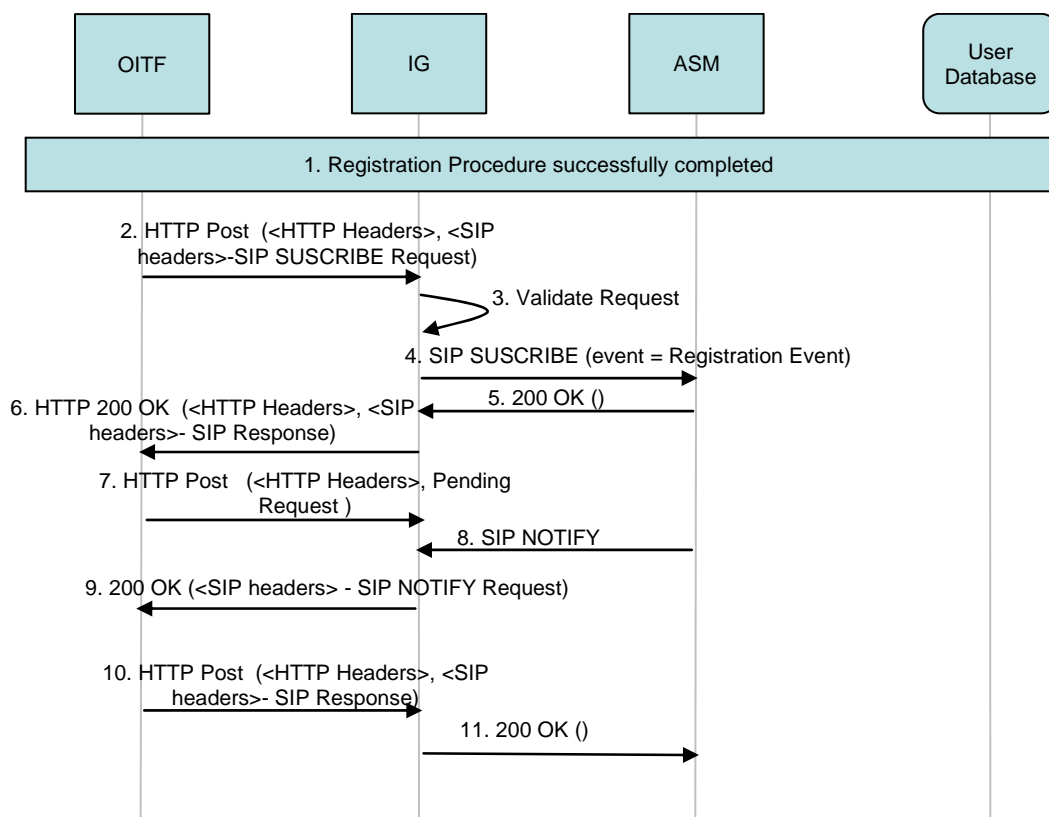 OITF
IG
ASM
User
Database
1. Registration Procedure successfully completed
2. HTTP Post  (<HTTP Headers>, <SIP
headers>-SIP SUSCRIBE Request)
3. Validate Request
4. SIP SUSCRIBE (event = Registration Event)
5. 200 OK ()
6. HTTP 200 OK  (<HTTP Headers>, <SIP
headers>- SIP Response)
7. HTTP Post   (<HTTP Headers>, Pending
Request )
8. SIP NOTIFY
9. 200 OK (<SIP headers> - SIP NOTIFY Request)
10. HTTP Post  (<HTTP Headers>, <SIP
headers>- SIP Response)
11. 200 OK ()